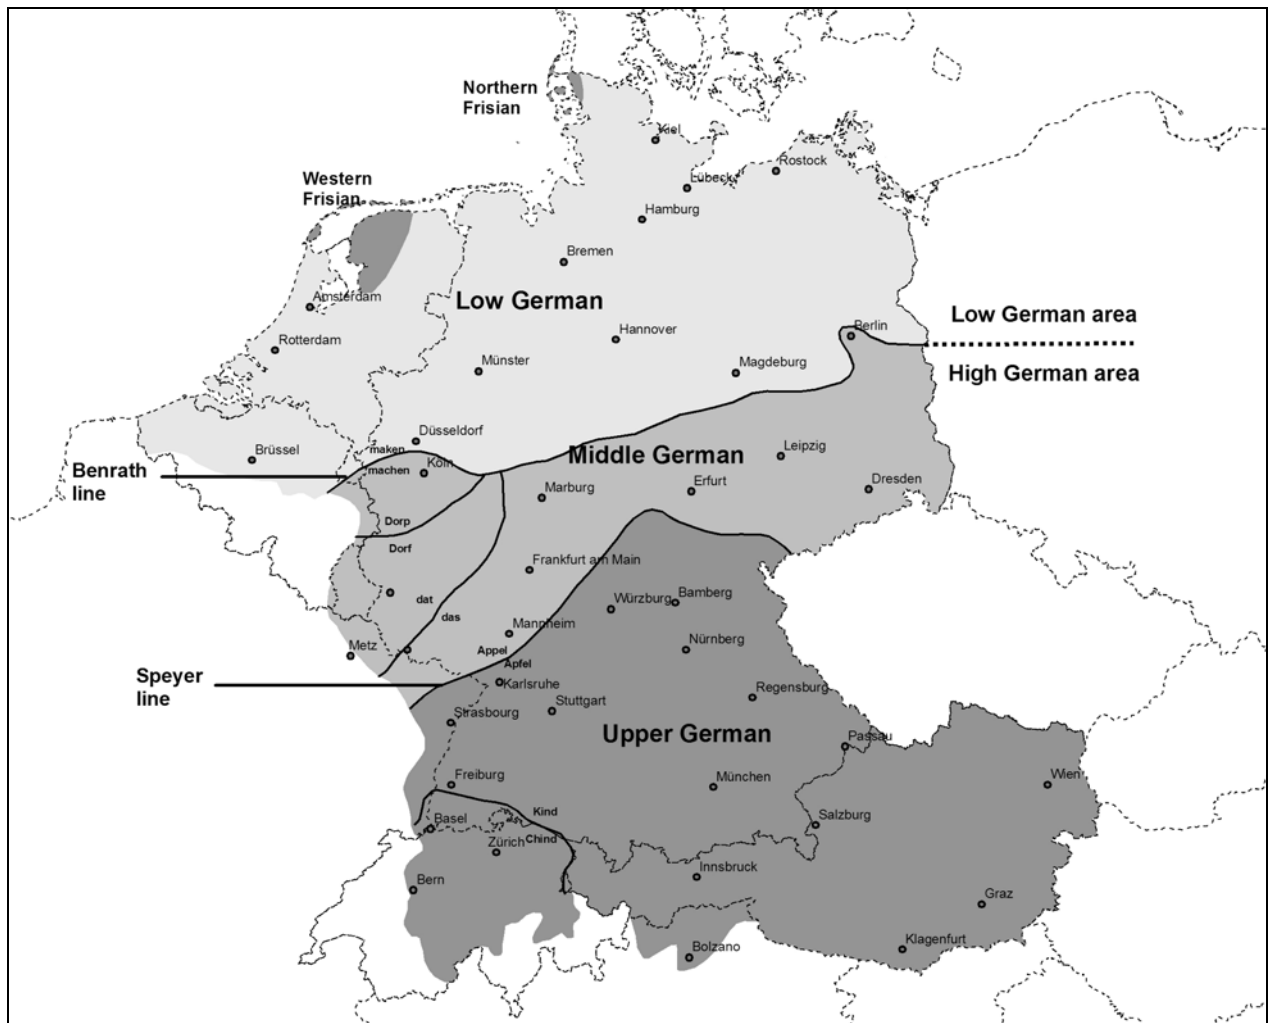 Northern
Frisian
Kiel
Rostock
Western
Frisian
Lübeck
Hamburg
Bremen
Amsterdam
Low German
Low German area
Berlin
Hannover
Rotterdam
Münster
Magdeburg
High German area
Düsseldorf
Brüssel
maken
Middle German
Leipzig
Benrath
line
machen
Köln
Marburg
Erfurt
Dresden
Dorp
Dorf
Frankfurt am Main
dat
das
Würzburg
Bamberg
Mannheim
Metz
Appel
Nürnberg
Apfel
Speyer
line
Karlsruhe
Regensburg
Stuttgart
Strasbourg
Upper German
Passau
Freiburg
München
Wien
Kind
Basel
Salzburg
Zürich
Chind
Innsbruck
Bern
Graz
Bolzano
Klagenfurt